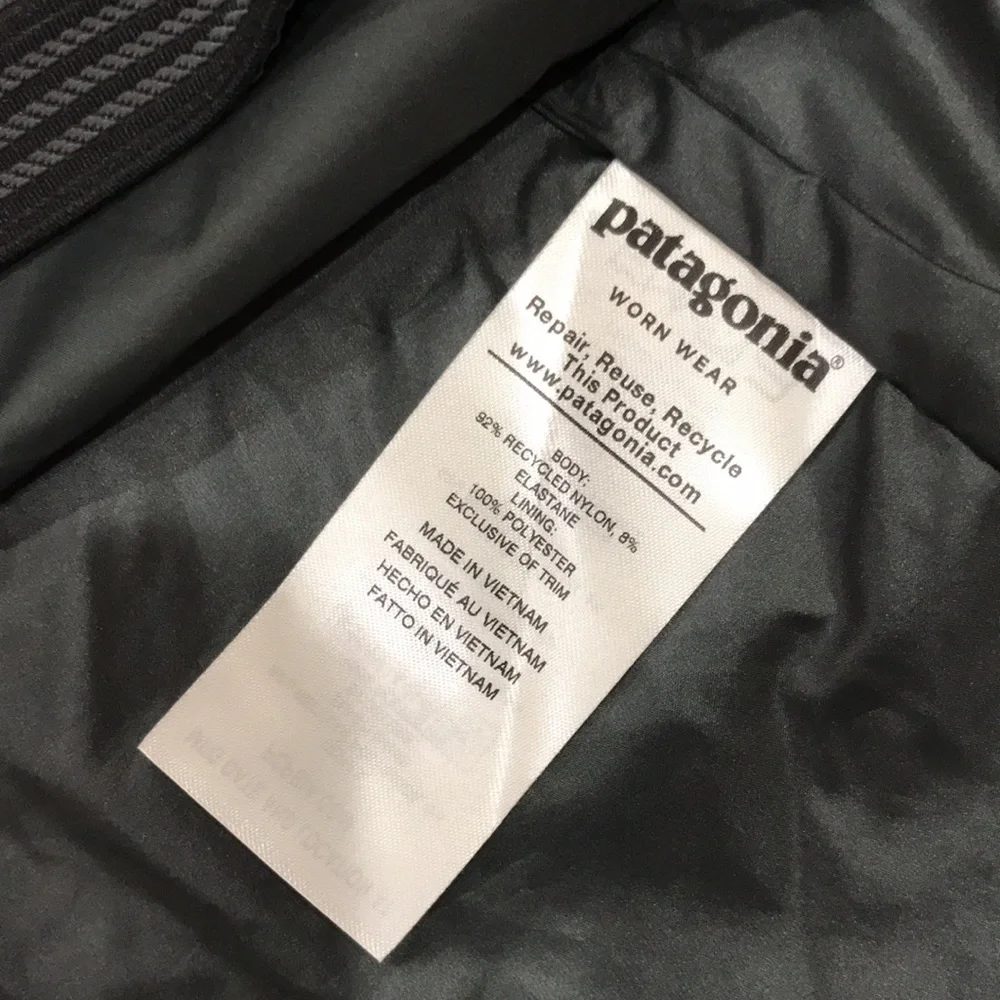 patagonia®
WORN WEAR
Repair, Reuse, Recycle
This Product
www.patagonia.com
BODY:
92% RECYCLED NYLON, 8%
ELASTANE
LINING:
100% POLYESTER
EXCLUSIVE OF TRIM
MADE IN VIETNAM
FABRIQUÉ AU VIETNAM
HECHO EN VIETNAM
FATTO IN VIETNAM